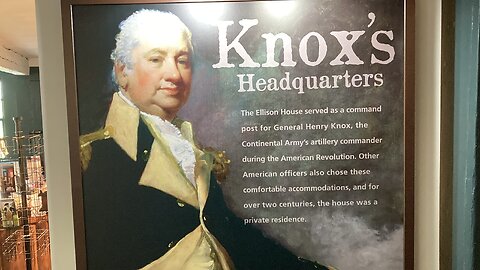 Knox's
Headquarters
The Ellison House served as a command
post for General Henry Knox, the
Continental Army's artillery commander
during the American Revolution. Other
American officers also chose these
comfortable accommodations, and for
over two centuries, the house was a
private residence.